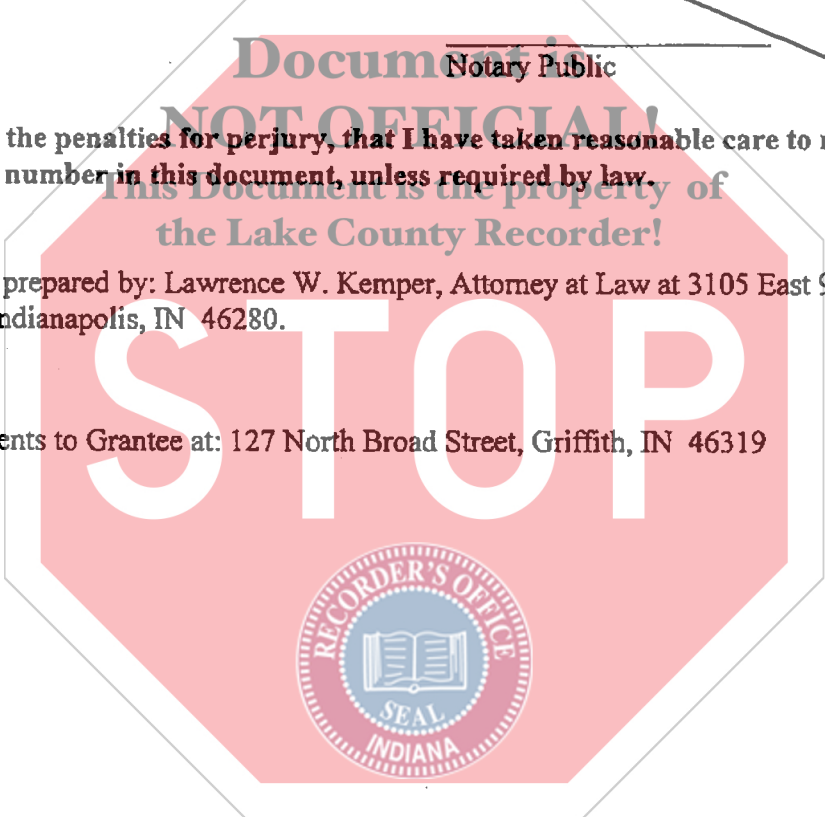 Document is
Notary Public
NOT OFFICIAL!
the penalties for perjury, that I have taken reasonable care to
number in this document, unless required by law.
This Document is the property of
the Lake County Recorder!
prepared by: Lawrence W. Kemper, Attorney at Law at 3105 East 9
ndianapolis, IN 46280.
STOP
ents to Grantee at: 127 North Broad Street, Griffith, IN 46319
RECORDER'S OFFICE
SEAL
INDIANA